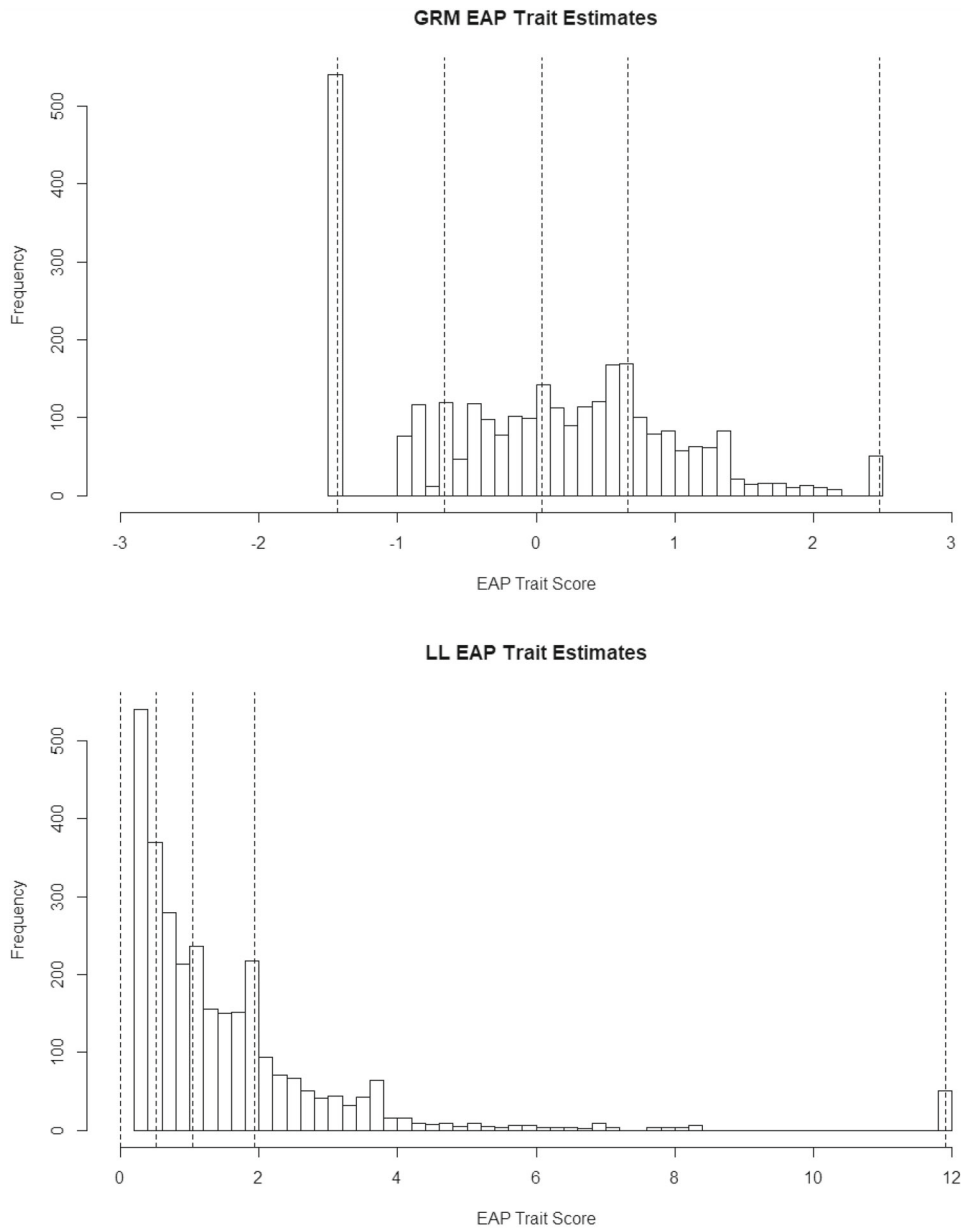 GRM EAP Trait Estimates
500
400
300
200
100
0
Frequency
-3 -2 -1 0 1 2 3
EAP Trait Score
LL EAP Trait Estimates
500
400
300
200
100
0
Frequency
0 2 4 6 8 10 12
EAP Trait Score